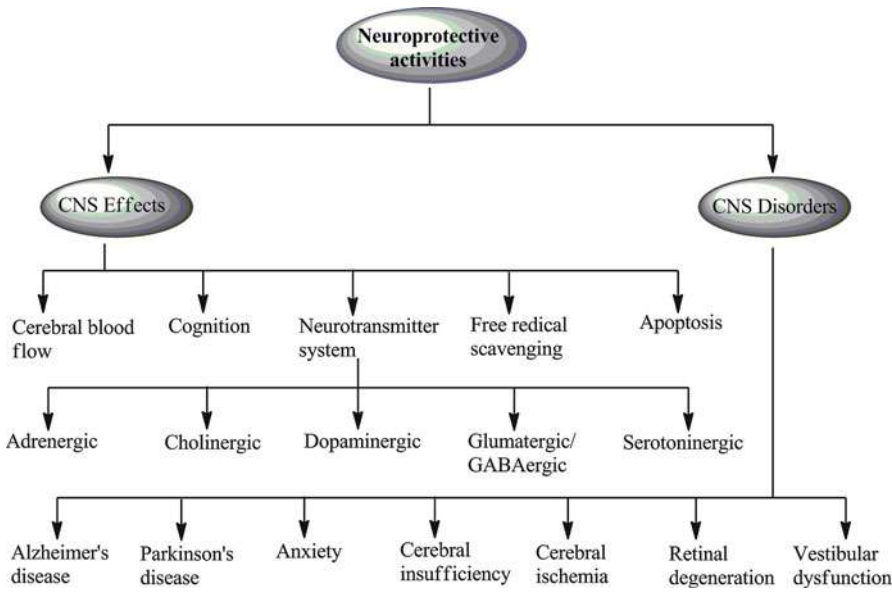 Neuroprotective
activities
CNS Effects
CNS Disorders
Cerebral blood
flow
Cognition
Neurotransmitter
system
Free redical
scavenging
Apoptosis
Adrenergic
Cholinergic
Dopaminergic
Glumatergic/
GABAergic
Serotoninergic
Alzheimer's
disease
Parkinson's
disease
Anxiety
Cerebral
insufficiency
Cerebral
ischemia
Retinal
degeneration
Vestibular
dysfunction